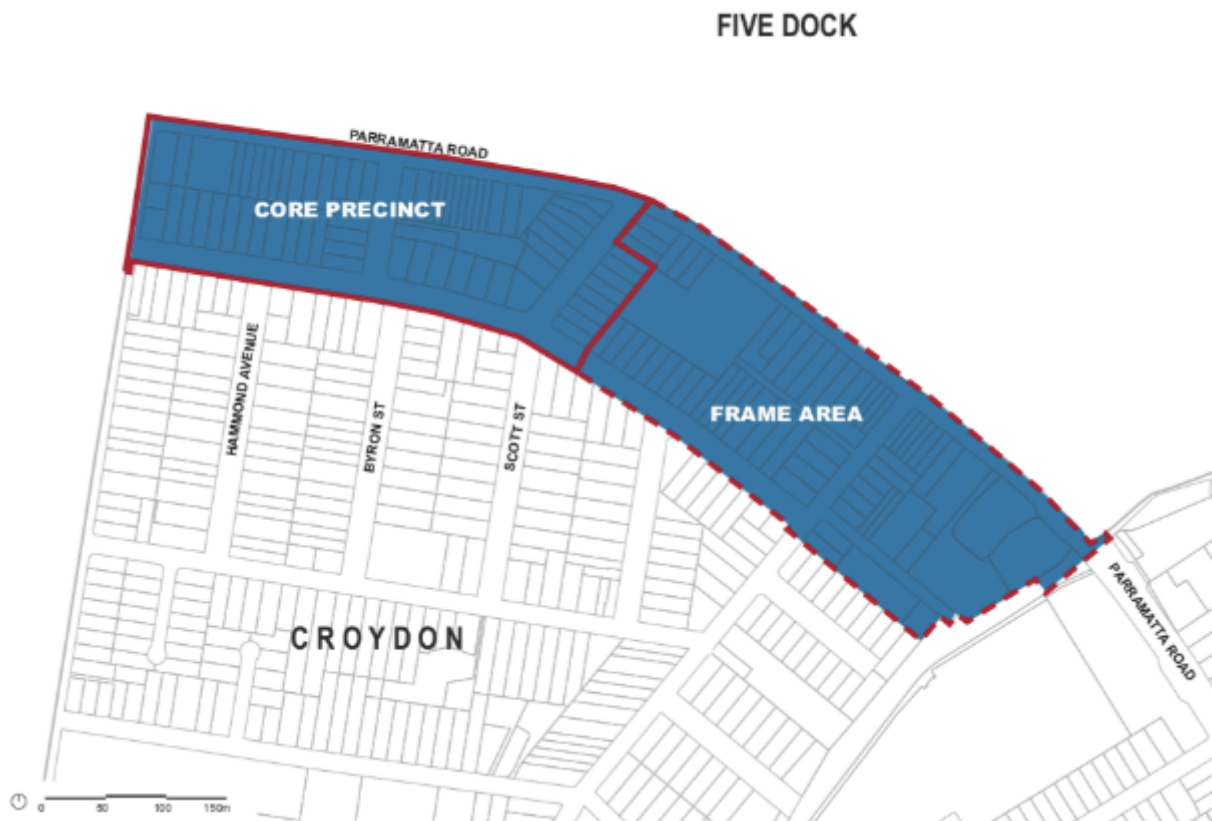 FIVE DOCK
PARRAMATTA ROAD
CORE PRECINCT
HAMMOND AVENUE
BYRON ST
SCOTT ST
FRAME AREA
PARRAMATTA ROAD
CROYDON
0 50 100 150m